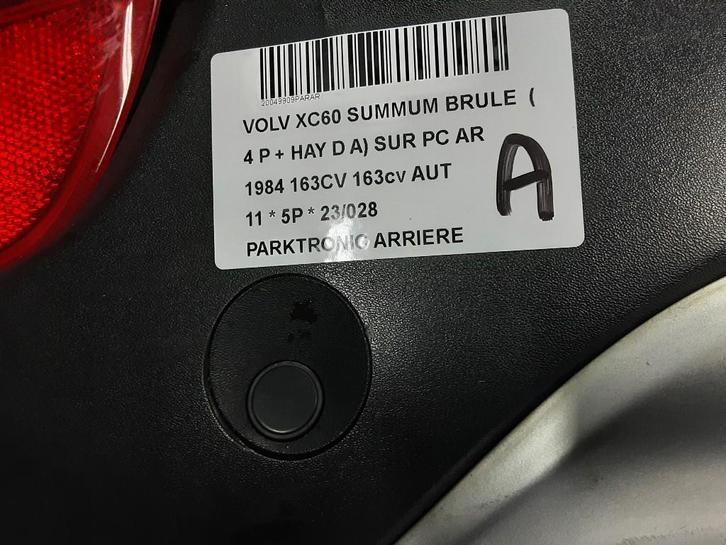 20049909PARAR
VOLV XC60 SUMMUM BRULE (
4 P + HAY D A) SUR PC AR
1984 163CV 163cv AUT
11 * 5P * 23/028
PARKTRONIC ARRIERE
A